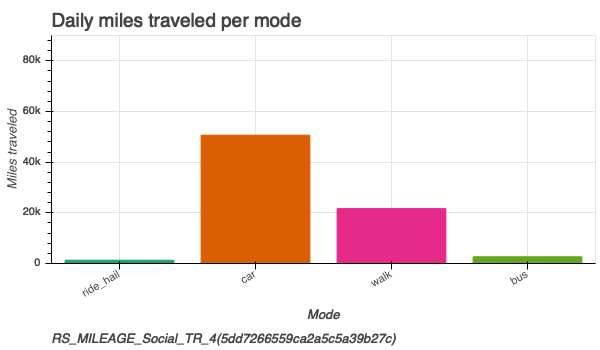 Daily miles traveled per mode
Miles traveled
80k
60k
40k
20k
0
ride_hail
car
walk
bus
Mode
RS_MILEAGE_Social_TR_4(5dd7266559ca2a5c5a39b27c)